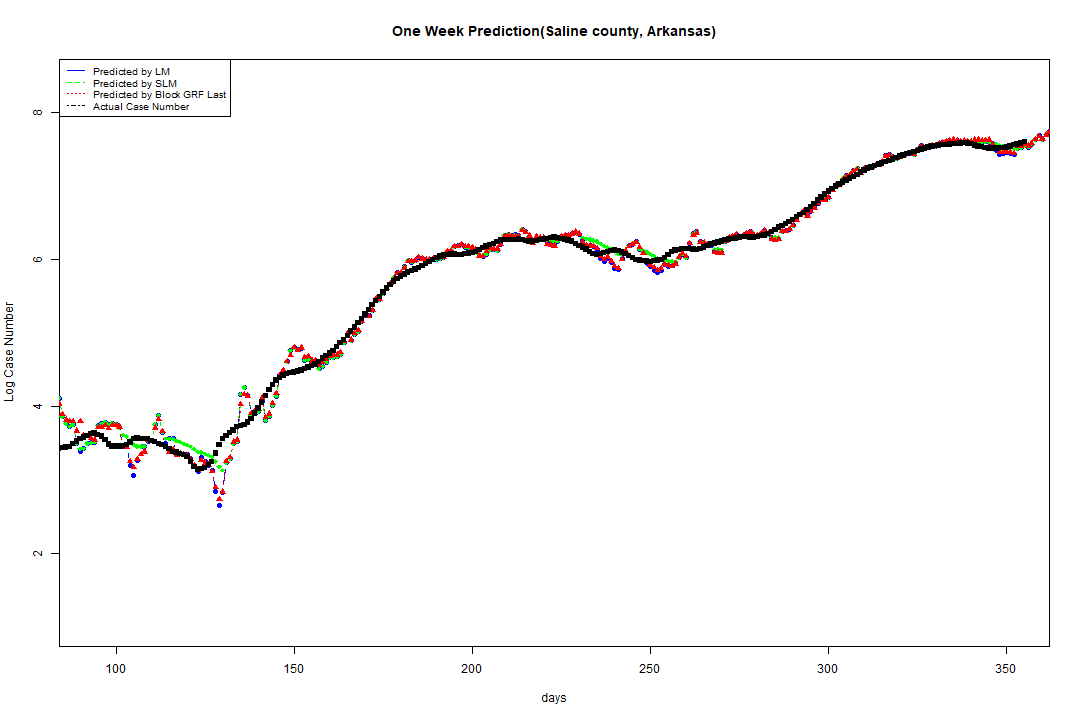 One Week Prediction(Saline county, Arkansas)
Predicted by LM
Predicted by SLM
Predicted by Block GRF Last
Actual Case Number
8
6
4
2
Log Case Number
100 150 200 250 300 350
days